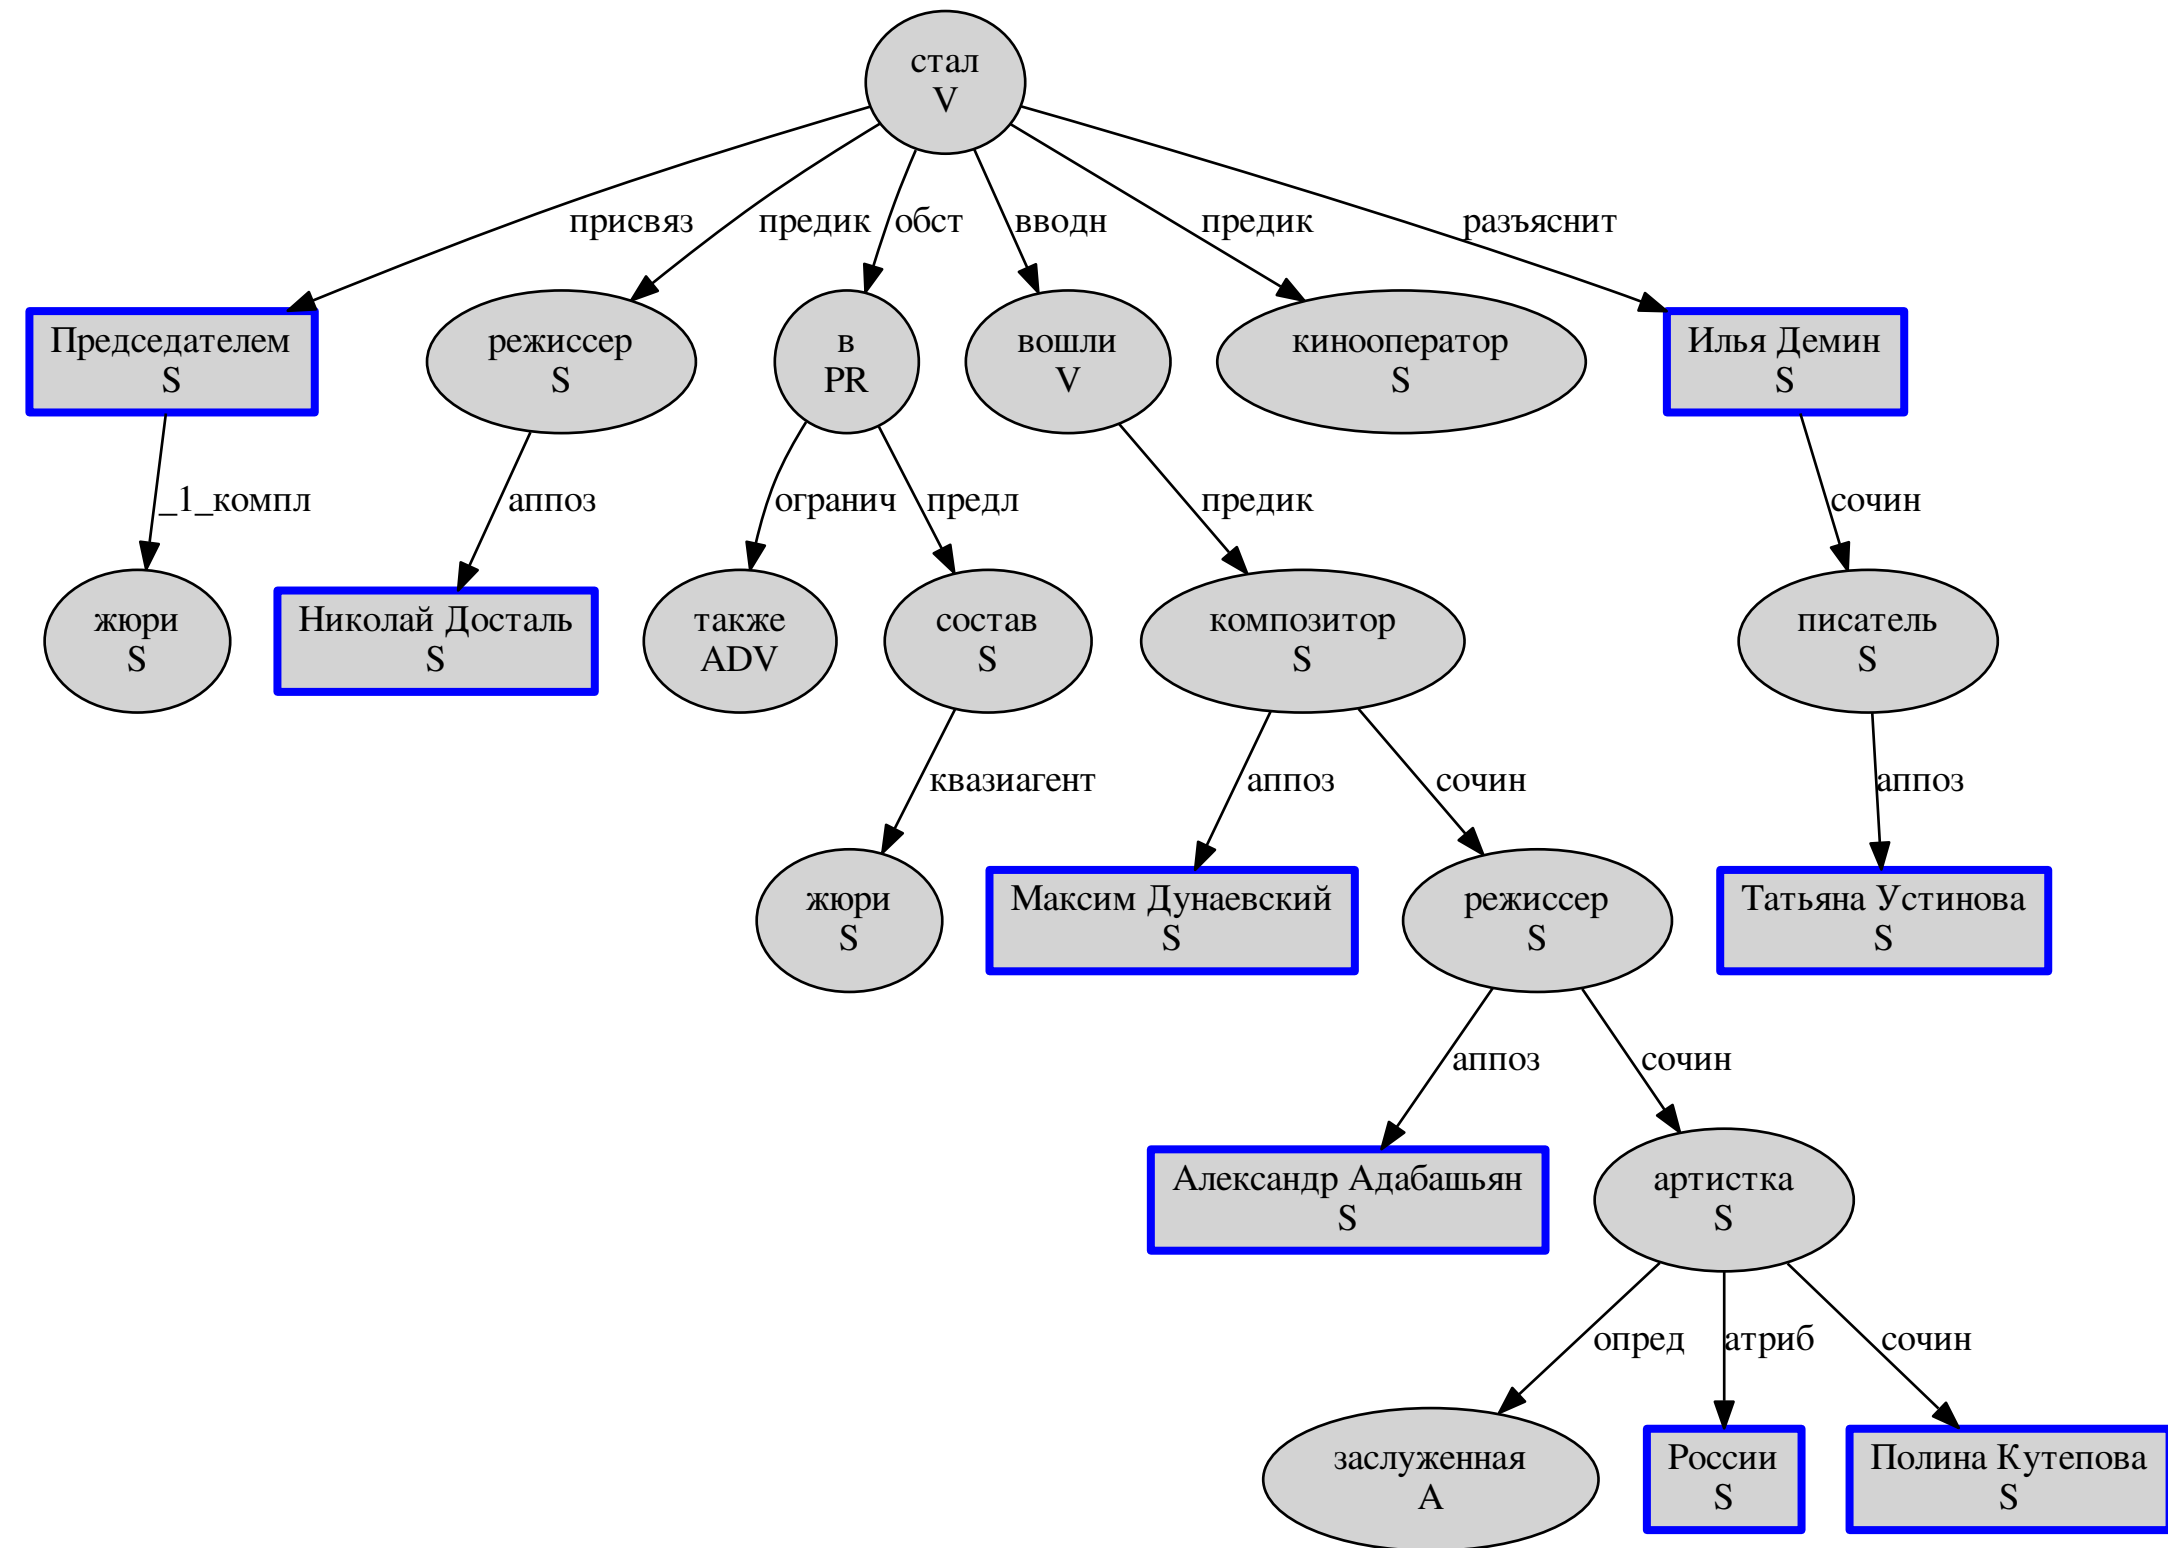 стал
V
присвяз
предик
обст
вводн
предик
разъяснит
Председателем
S
режиссер
S
в
PR
вошли
V
кинооператор
S
Илья Демин
S
_1_компл
аппоз
огранич
предл
предик
сочин
жюри
S
Николай Досталь
S
также
ADV
состав
S
композитор
S
писатель
S
квазиагент
аппоз
сочин
аппоз
жюри
S
Максим Дунаевский
S
режиссер
S
Татьяна Устинова
S
аппоз
сочин
Александр Адабашьян
S
артистка
S
опред
атриб
сочин
заслуженная
A
России
S
Полина Кутепова
S